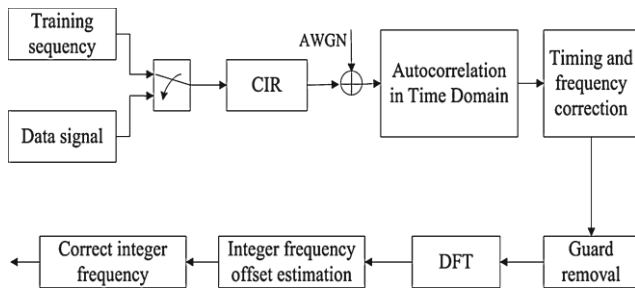 Training
sequency
Data signal
CIR
AWGN
Autocorrelation
in Time Domain
Timing and
frequency
correction
Guard
removal
DFT
Integer frequency
offset estimation
Correct integer
frequency